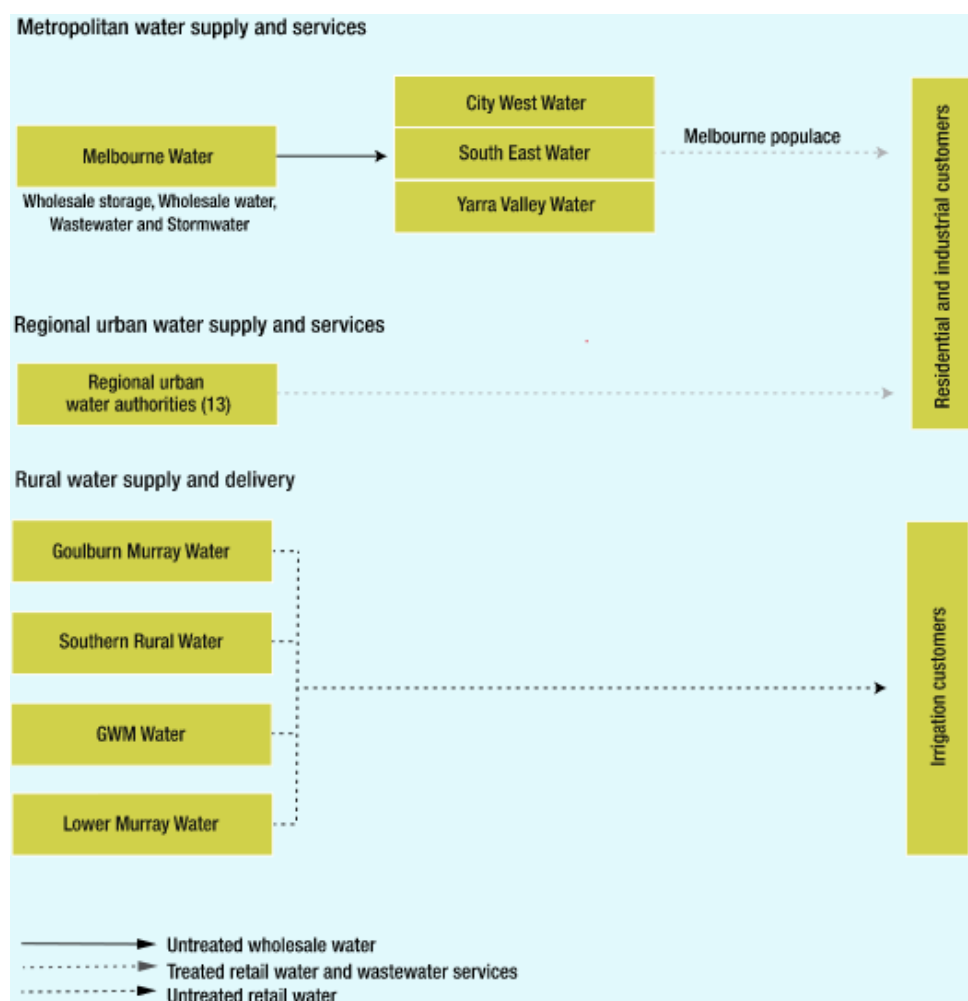 Metropolitan water supply and services
City West Water
Melbourne Water
South East Water
Melbourne populace
Yarra Valley Water
Wholesale storage, Wholesale water,
Wastewater and Stormwater
Residential and industrial customers
Regional urban water supply and services
Regional urban
water authorities (13)
Rural water supply and delivery
Goulburn Murray Water
Southern Rural Water
GWM Water
Lower Murray Water
Irrigation customers
Untreated wholesale water
Treated retail water and wastewater services
Untreated retail water